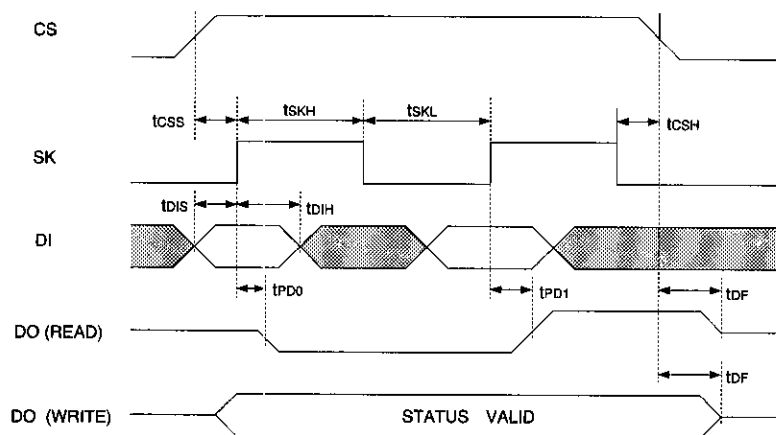 CS
tCSS tSKH tSKL tCSH
SK
tDIS tDIH
DI
tPD0 tPD1 tDF
DO (READ)
tDF
DO (WRITE) STATUS VALID